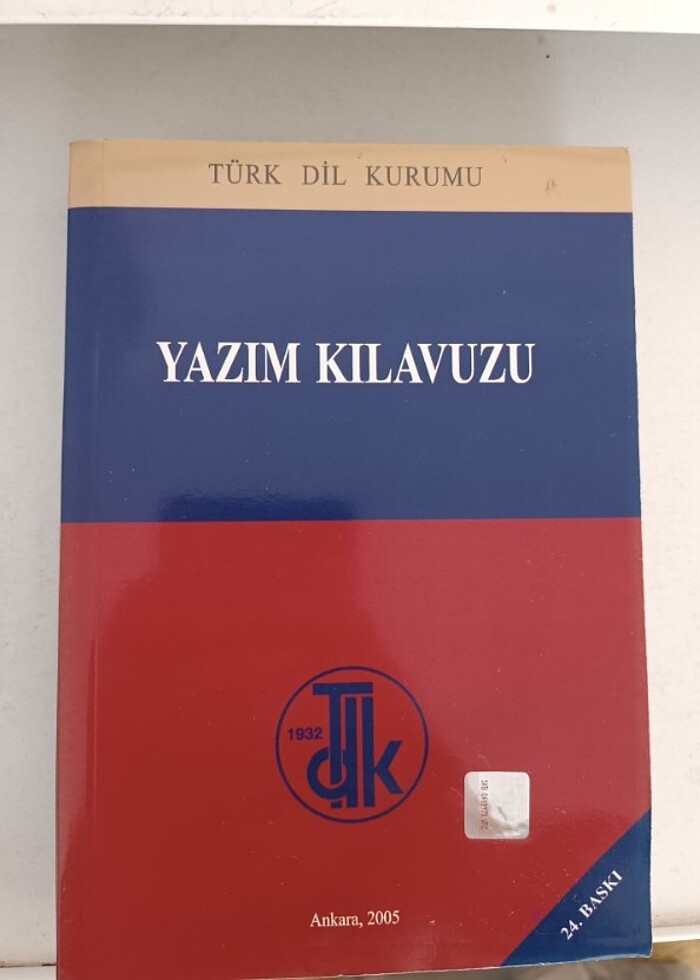 TÜRK DİL KURUMU
YAZIM KILAVUZU
1932
Tdk
Ankara, 2005
24. BASKI